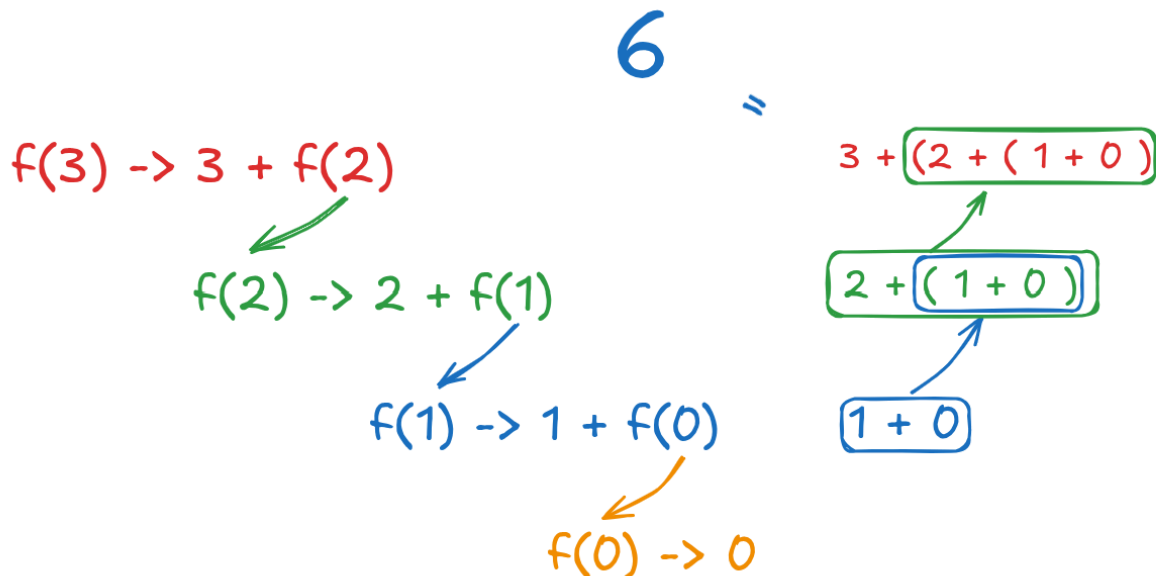 6
=
f(3) -> 3 + f(2)
3 + (2 + ( 1 + 0 )
f(2) -> 2 + f(1)
2 + ( 1 + 0 )
f(1) -> 1 + f(0)
1 + 0
f(0) -> 0